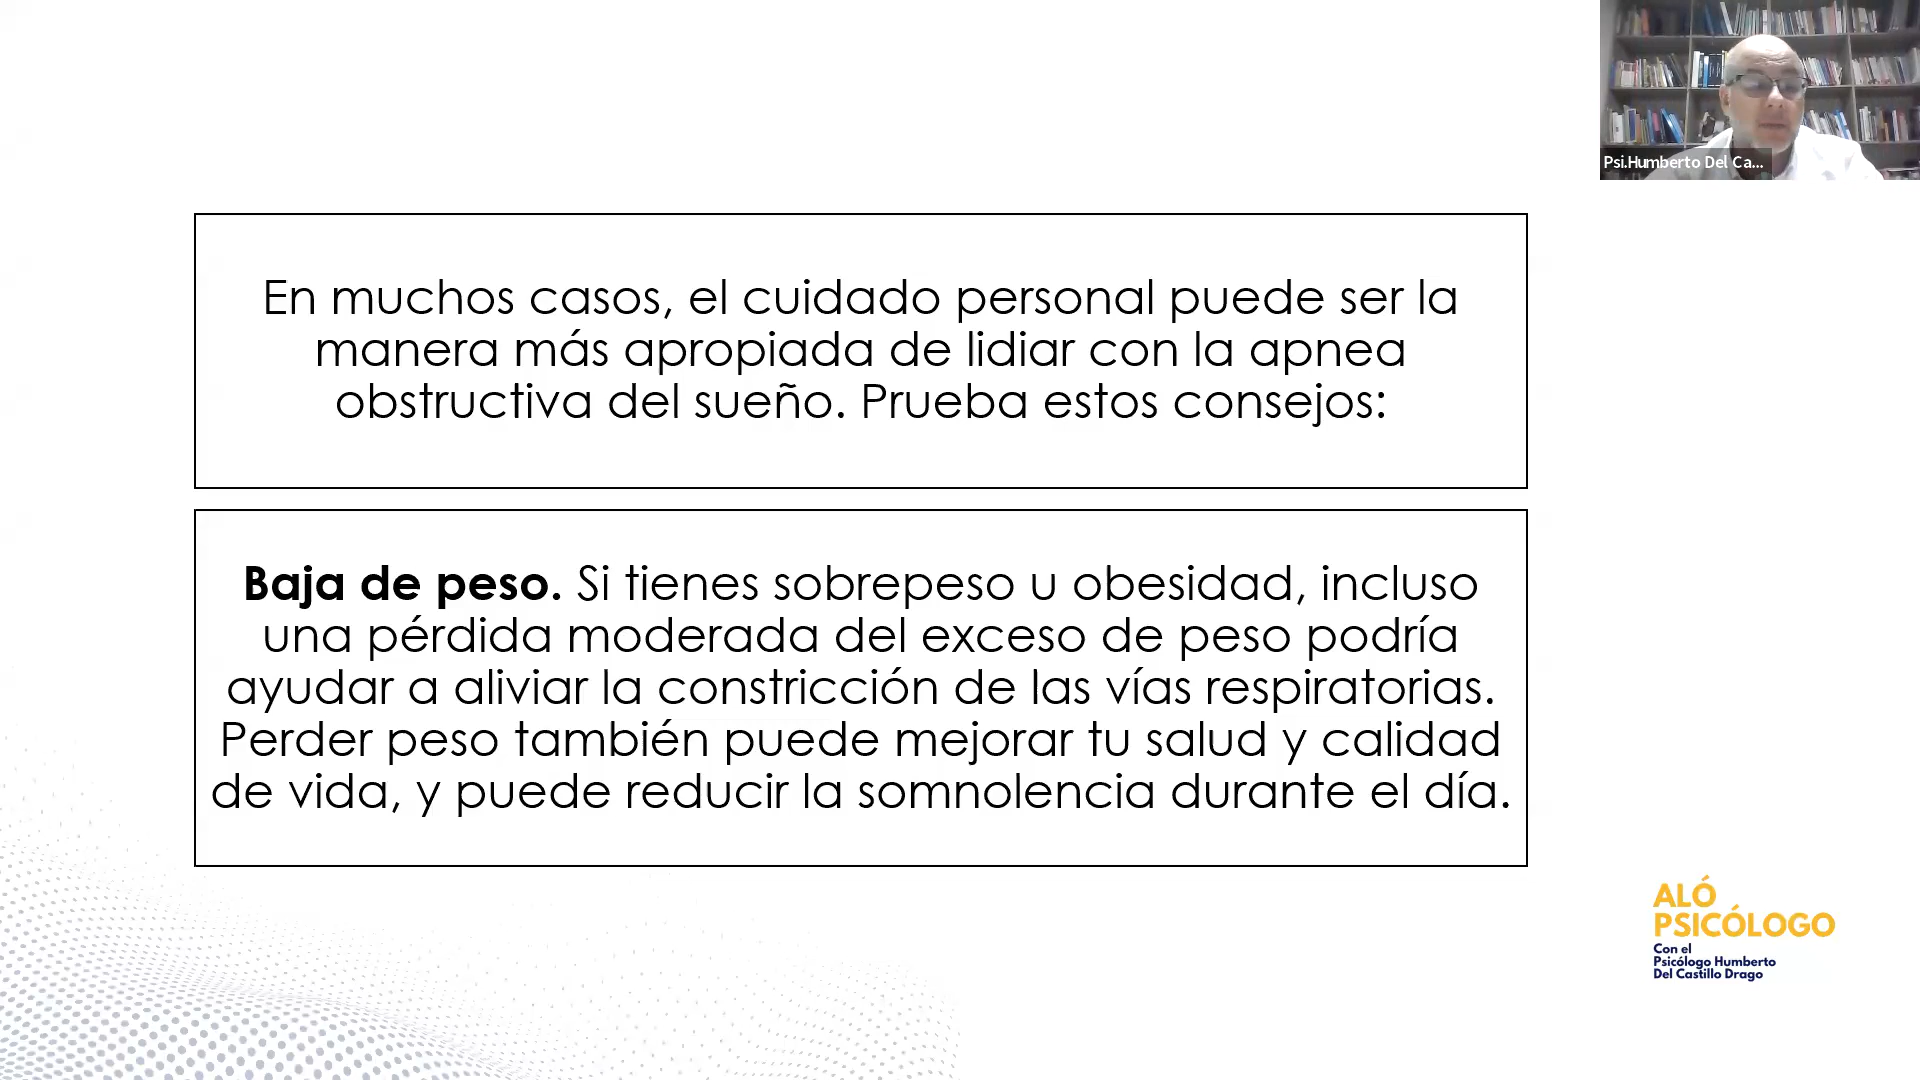 Psi.Humberto Del Ca...
En muchos casos, el cuidado personal puede ser la
manera más apropiada de lidiar con la apnea
obstructiva del sueño. Prueba estos consejos:
Baja de peso. Si tienes sobrepeso u obesidad, incluso
una pérdida moderada del exceso de peso podría
ayudar a aliviar la constricción de las vías respiratorias.
Perder peso también puede mejorar tu salud y calidad
de vida, y puede reducir la somnolencia durante el día.
ALÓ
PSICÓLOGO
Con el
Psicólogo Humberto
Del Castillo Drago